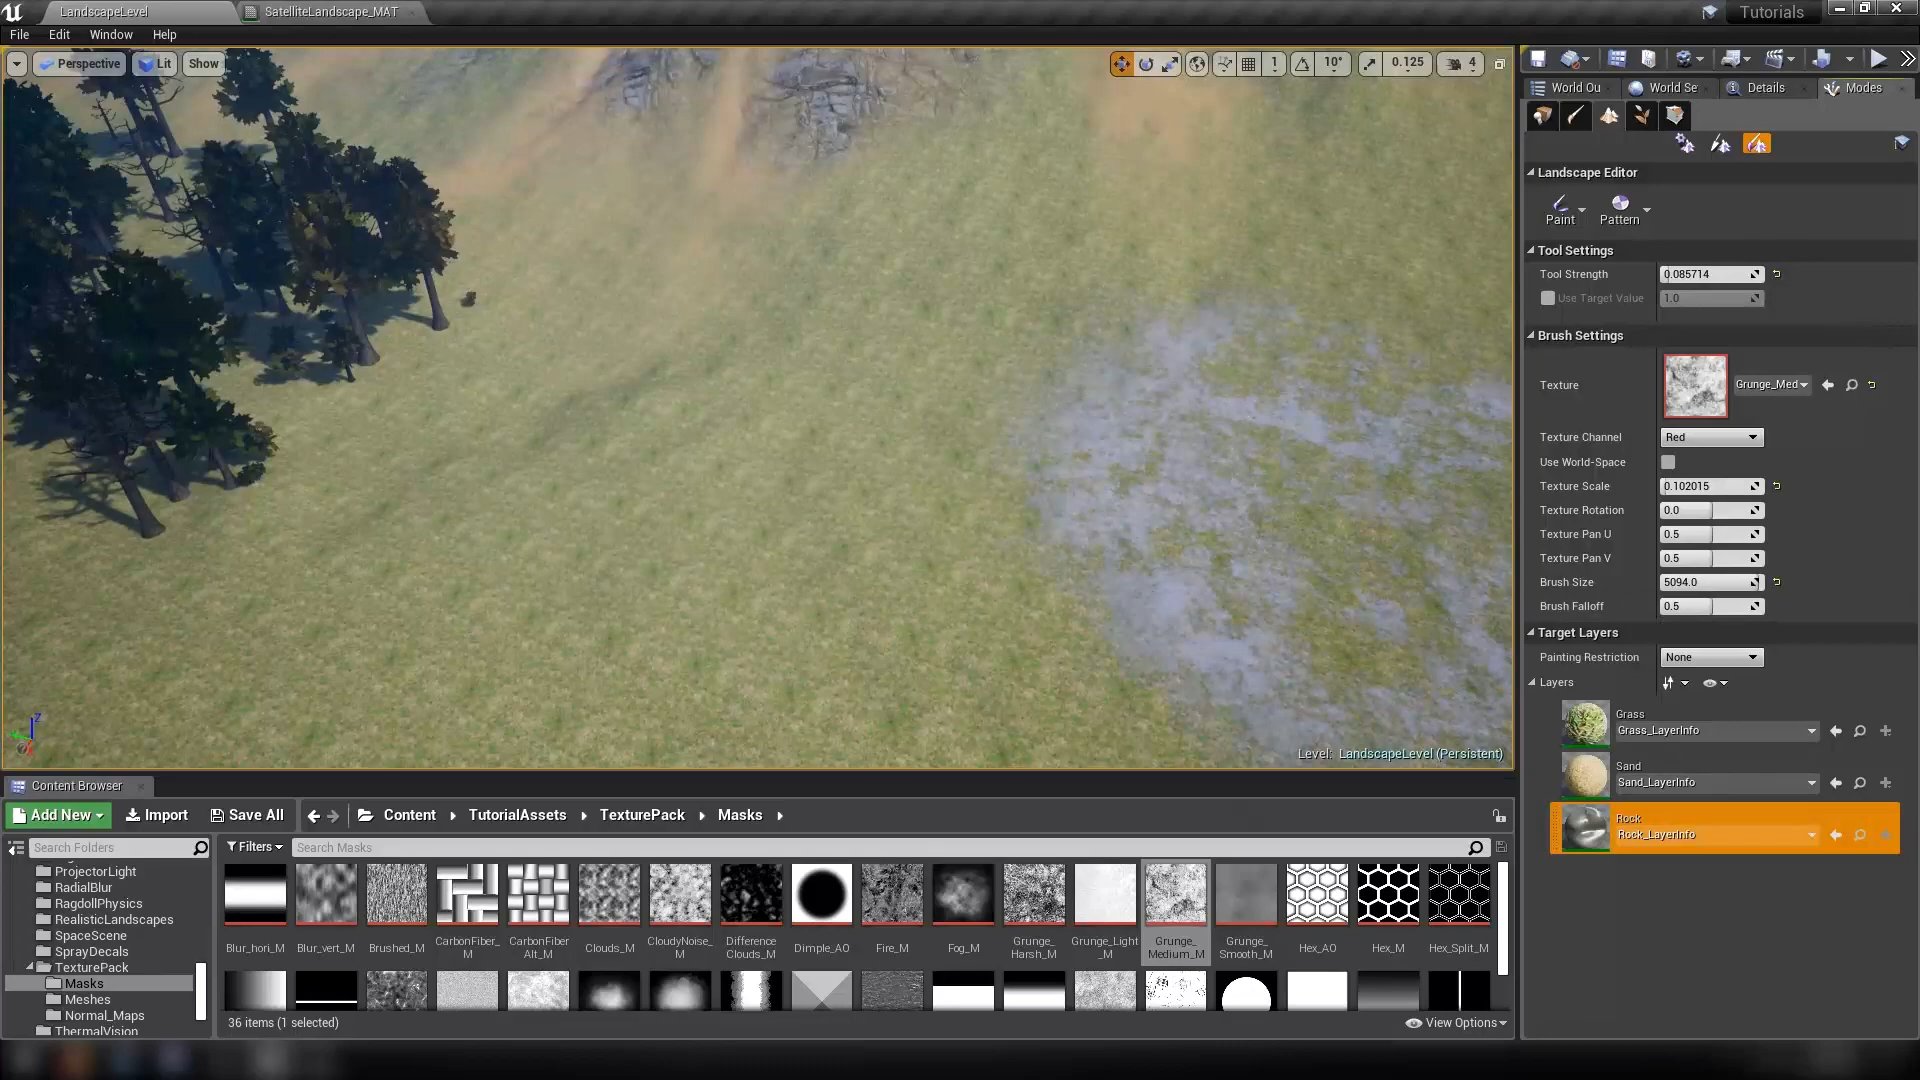 LandscapeLevel
SatelliteLandscape_MAT
Tutorials
File Edit Window Help
Perspective Lit Show
1 10° 0.125 4
World Ou World Se Details Modes
Landscape Editor
Paint Pattern
Tool Settings
Tool Strength 0.085714
Use Target Value 1.0
Brush Settings
Texture Grunge_Med
Texture Channel Red
Use World-Space
Texture Scale 0.102015
Texture Rotation 0.0
Texture Pan U 0.5
Texture Pan V 0.5
Brush Size 5094.0
Brush Falloff 0.5
Target Layers
Painting Restriction None
Layers
Grass
Grass_LayerInfo
Sand
Sand_LayerInfo
Rock
Rock_LayerInfo
Z
Level: LandscapeLevel (Persistent)
Content Browser
Add New Import Save All Content TutorialAssets TexturePack Masks
Search Folders
Filters Search Masks
ProjectorLight
RadialBlur
RagdollPhysics
RealisticLandscapes
SpaceScene
SprayDecals
TexturePack
Masks
Meshes
Normal_Maps
ThermalVision
Blur_hori_M
Blur_vert_M
Brushed_M
CarbonFiber_
M
CarbonFiber
Alt_M
Clouds_M
CloudyNoise_
M
Difference
Clouds_M
Dimple_AO
Fire_M
Fog_M
Grunge_
Harsh_M
Grunge_Light
_M
Grunge_
Medium_M
Grunge_
Smooth_M
Hex_AO
Hex_M
Hex_Split_M
36 items (1 selected)
View Options